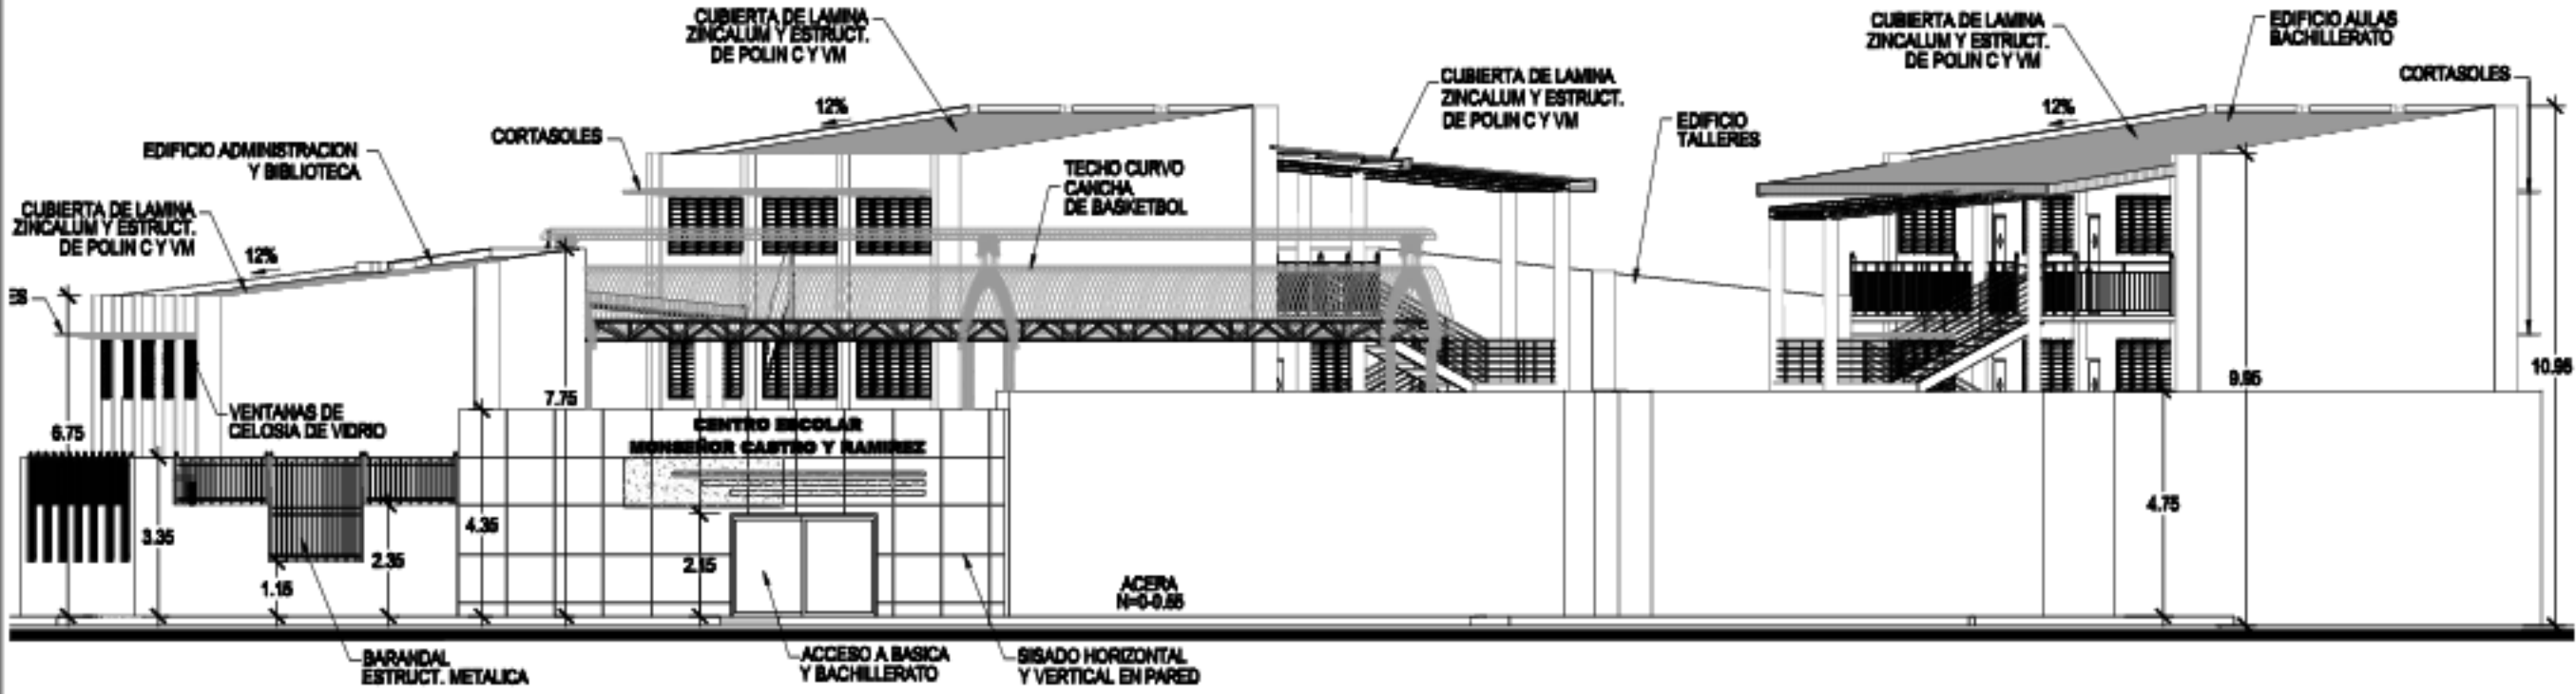 CUBIERTA DE LAMINA
ZINCALUM Y ESTRUCT.
DE POLIN C Y VM
CUBIERTA DE LAMINA
ZINCALUM Y ESTRUCT.
DE POLIN C Y VM
EDIFICIO AULAS
BACHILLERATO
CORTASOLES
CUBIERTA DE LAMINA
ZINCALUM Y ESTRUCT.
DE POLIN C Y VM
12%
12%
CORTASOLES
EDIFICIO
TALLERES
EDIFICIO ADMINISTRACION
Y BIBLIOTECA
TECHO CURVO
CANCHA
DE BASKETBOL
CUBIERTA DE LAMINA
ZINCALUM Y ESTRUCT.
DE POLIN C Y VM
12%
ES
10.95
9.95
7.75
VENTANAS DE
CELOSIA DE VIDRIO
6.75
CENTRO ESCOLAR
MONSEÑOR CASTRO Y RAMIREZ
4.75
4.35
3.35
2.35
2.15
1.15
ACERA
N=0-0.55
BARANDAL
ESTRUCT. METALICA
ACCESO A BASICA
Y BACHILLERATO
SISADO HORIZONTAL
Y VERTICAL EN PARED